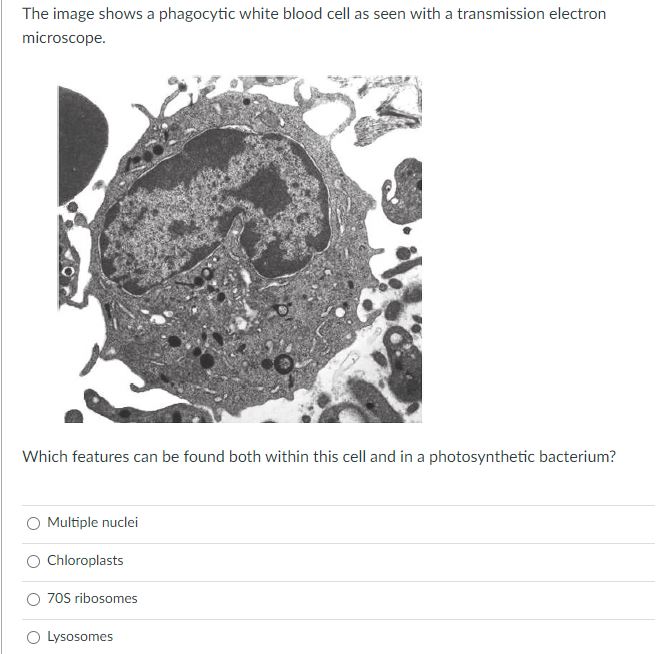 The image shows a phagocytic white blood cell as seen with a transmission electron
microscope.
Which features can be found both within this cell and in a photosynthetic bacterium?
Multiple nuclei
Chloroplasts
70S ribosomes
Lysosomes